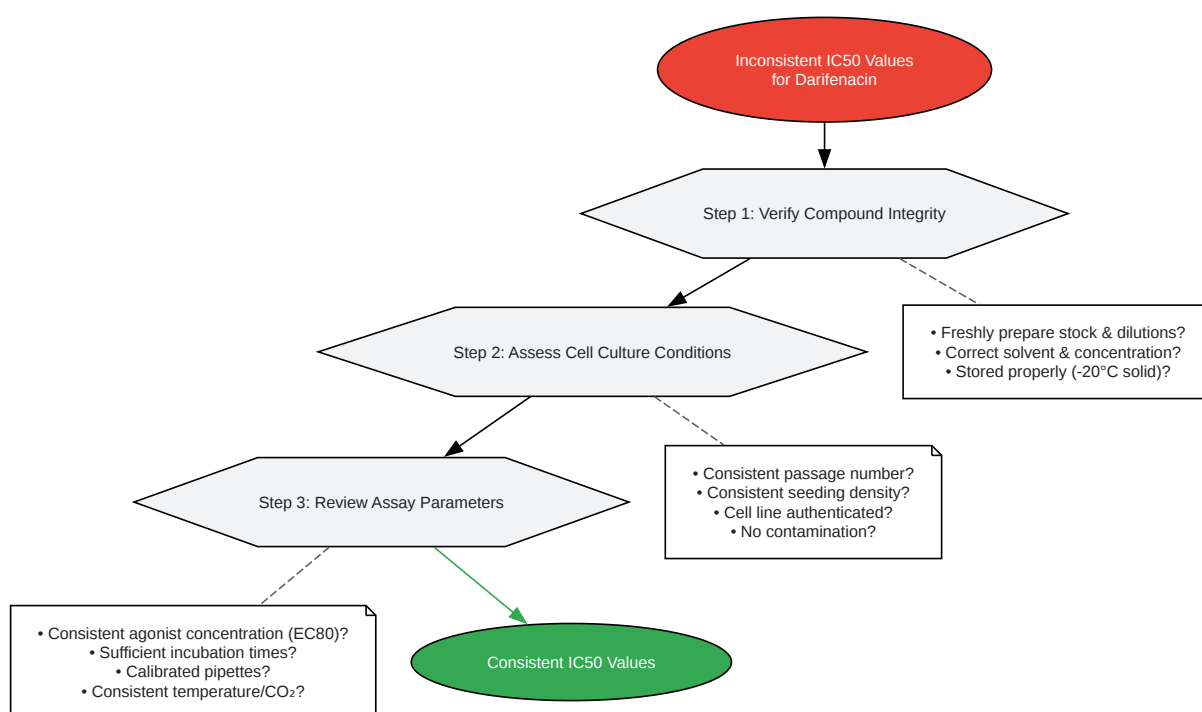 Inconsistent IC50 Values
for Darifenacin
Step 1: Verify Compound Integrity
• Freshly prepare stock & dilutions?
• Correct solvent & concentration?
• Stored properly (-20°C solid)?
Step 2: Assess Cell Culture Conditions
• Consistent passage number?
• Consistent seeding density?
• Cell line authenticated?
• No contamination?
Step 3: Review Assay Parameters
• Consistent agonist concentration (EC80)?
• Sufficient incubation times?
• Calibrated pipettes?
• Consistent temperature/CO₂?
Consistent IC50 Values